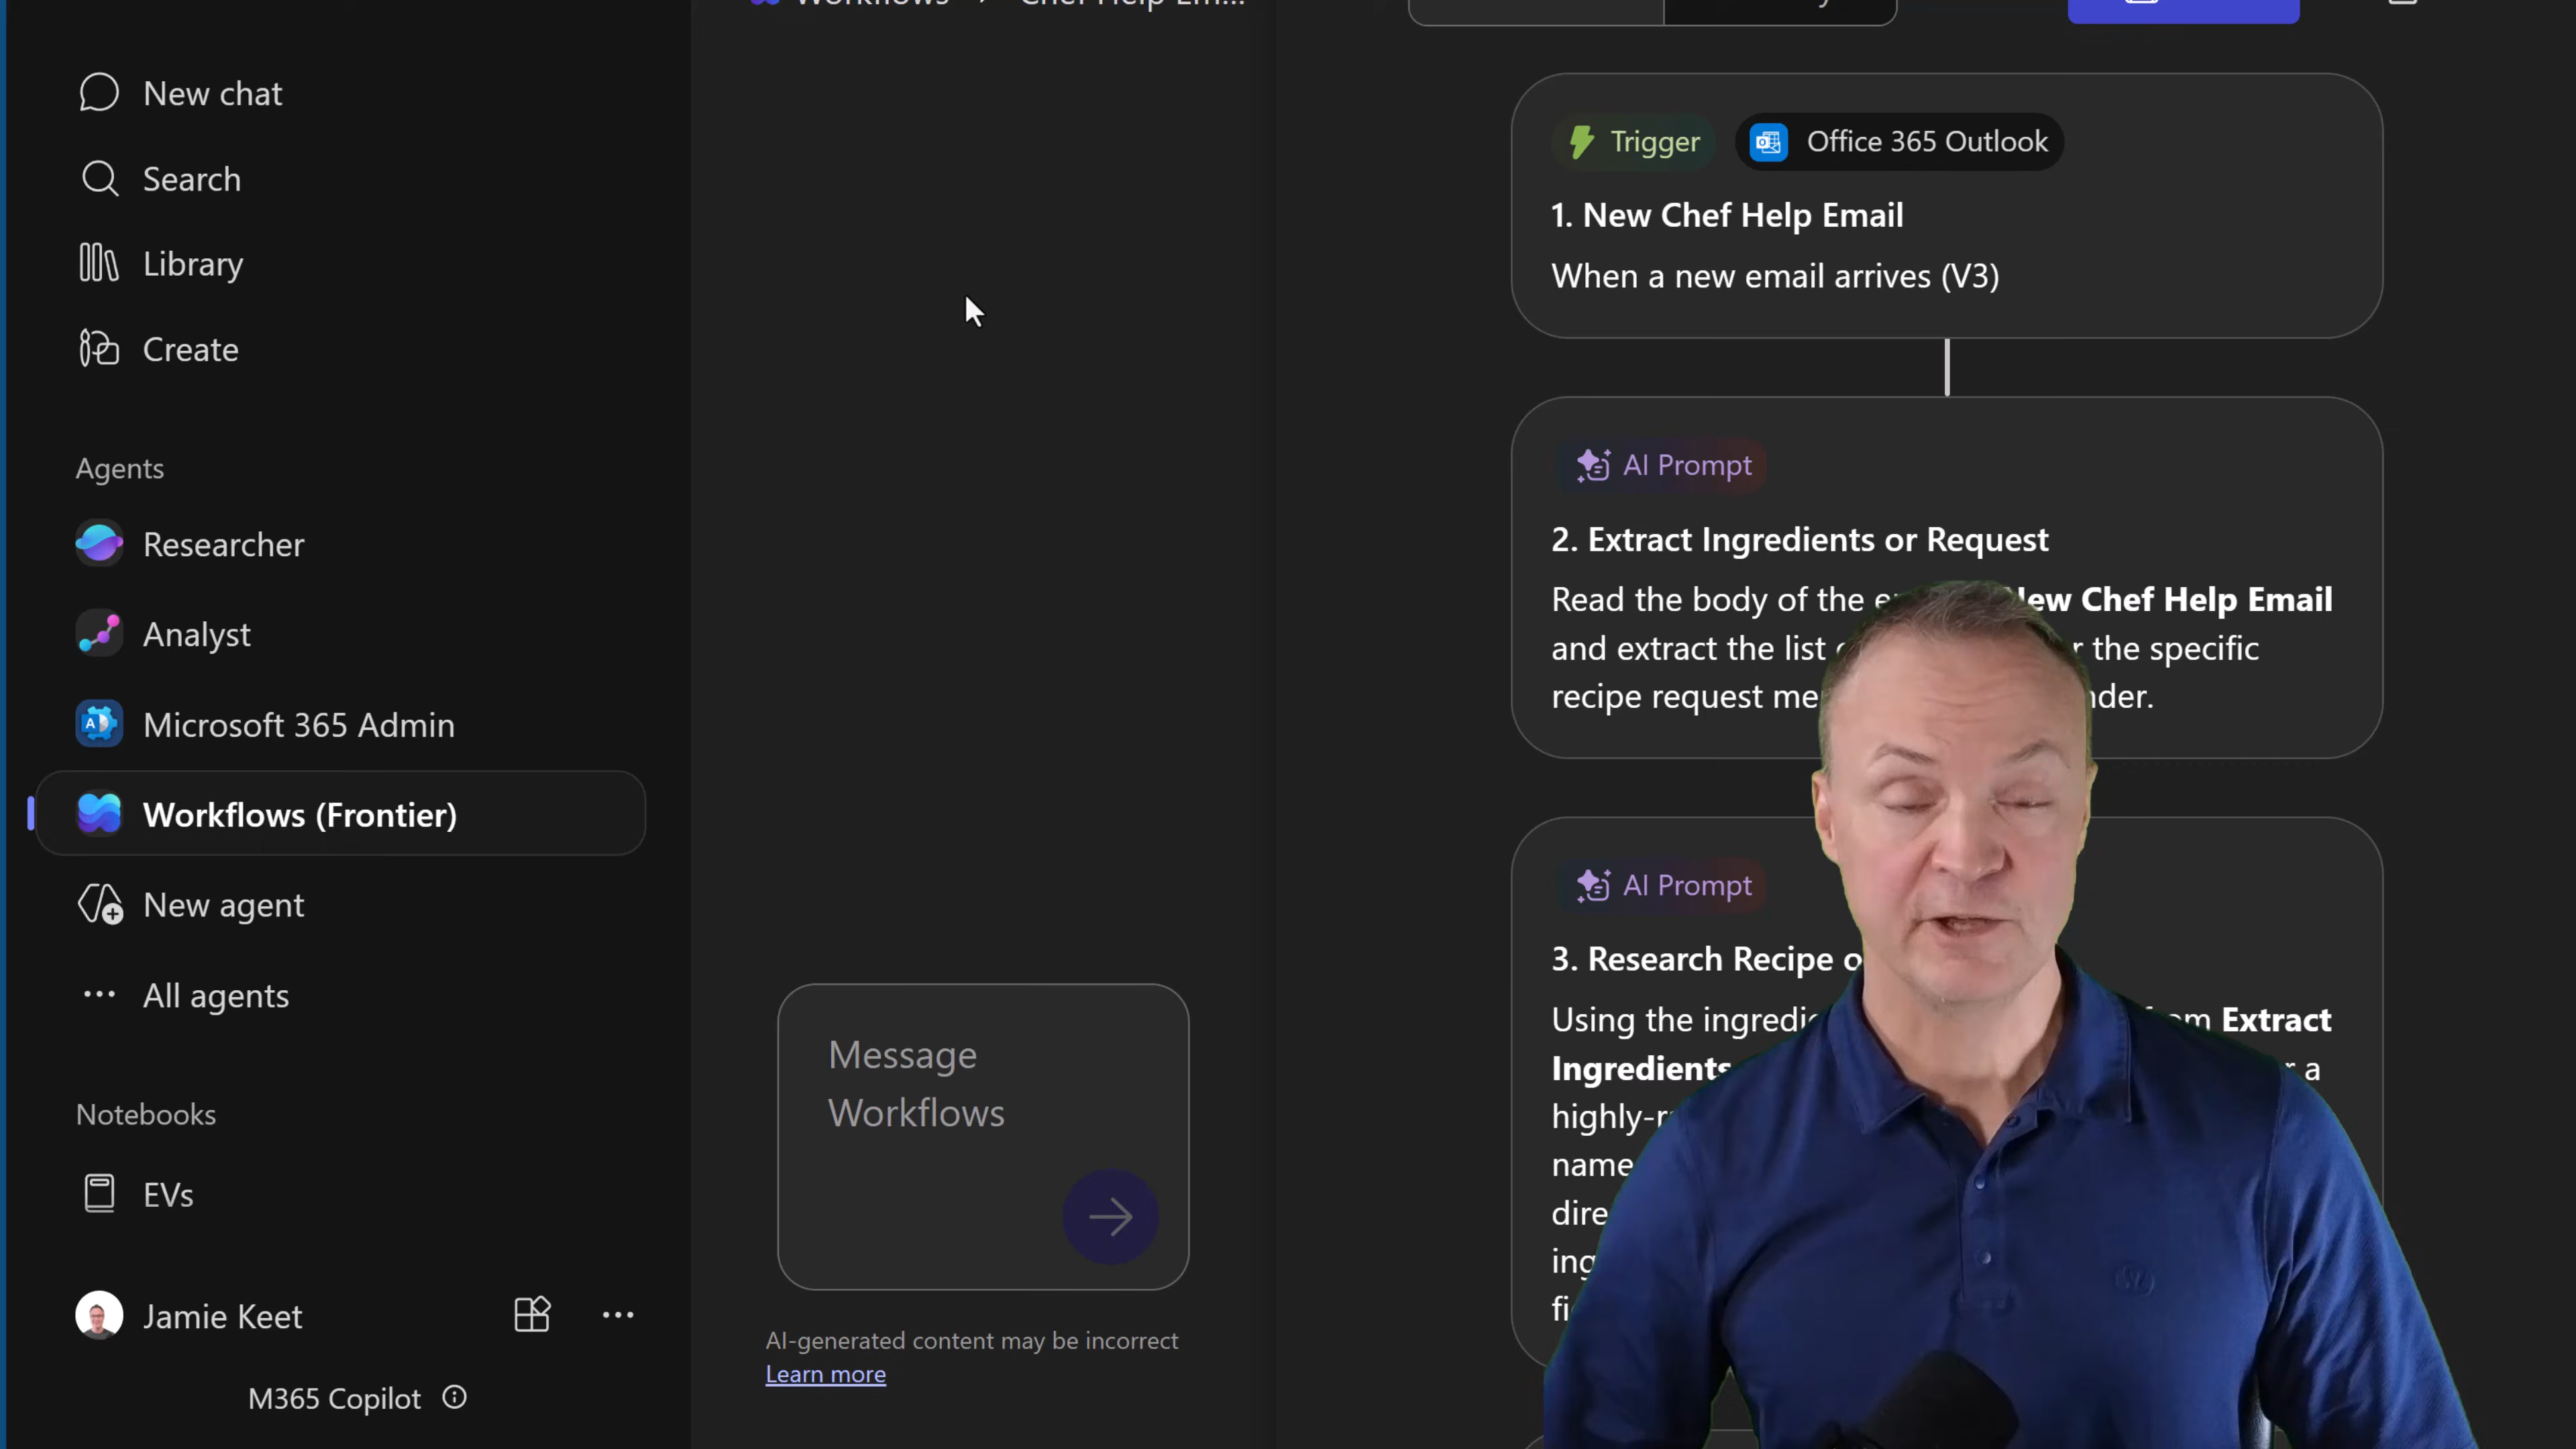 Workflows
Chef Help Em...
New chat
Search
Library
Create
Agents
Researcher
Analyst
Microsoft 365 Admin
Workflows (Frontier)
New agent
All agents
Notebooks
EVs
Jamie Keet
M365 Copilot
Message
Workflows
AI-generated content may be incorrect
Learn more
Trigger
Office 365 Outlook
1. New Chef Help Email
When a new email arrives (V3)
AI Prompt
2. Extract Ingredients or Request
Read the body of the New Chef Help Email
and extract the list the specific
recipe request
AI Prompt
3. Research Recipe
Using the Extract
Ingredients a